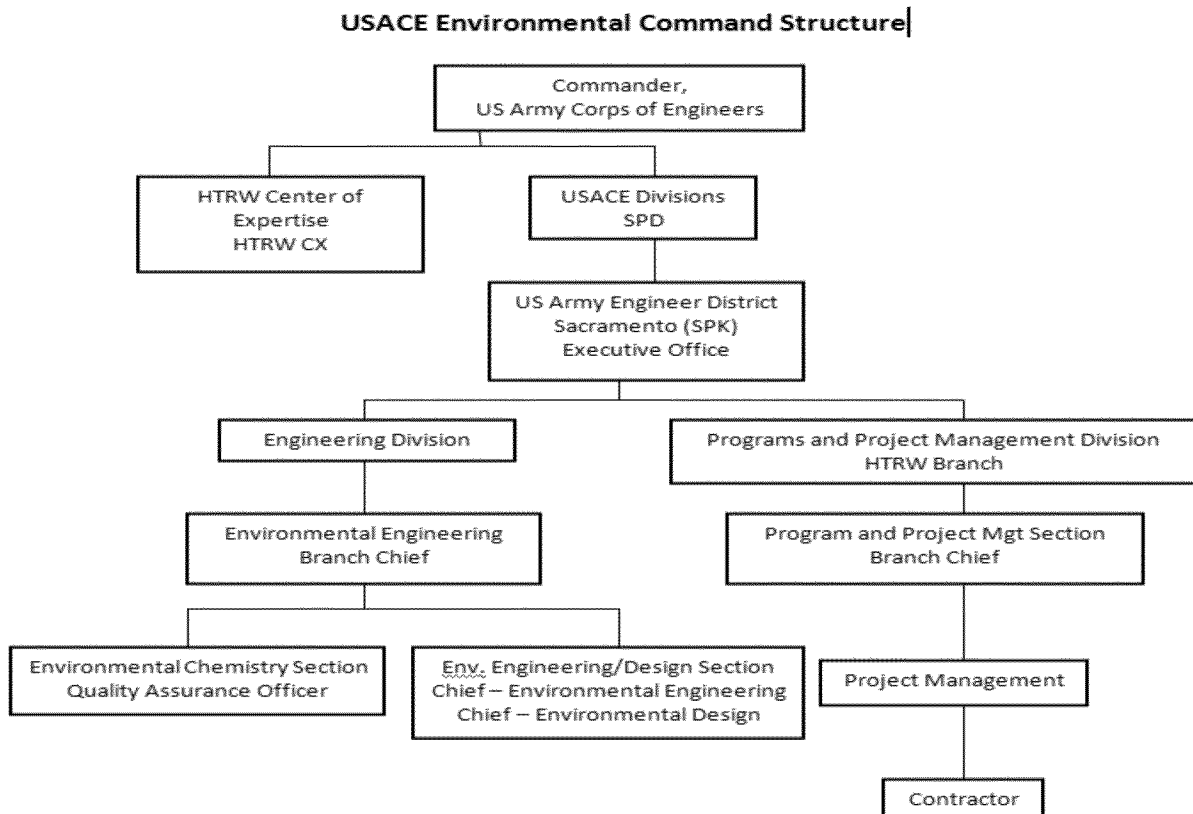 USACE Environmental Command Structure
Commander,
US Army Corps of Engineers
HTRW Center of
Expertise
HTRW CX
USACE Divisions
SPD
US Army Engineer District
Sacramento (SPK)
Executive Office
Engineering Division
Programs and Project Management Division
HTRW Branch
Environmental Engineering
Branch Chief
Program and Project Mgt Section
Branch Chief
Environmental Chemistry Section
Quality Assurance Officer
Env. Engineering/Design Section
Chief – Environmental Engineering
Chief – Environmental Design
Project Management
Contractor